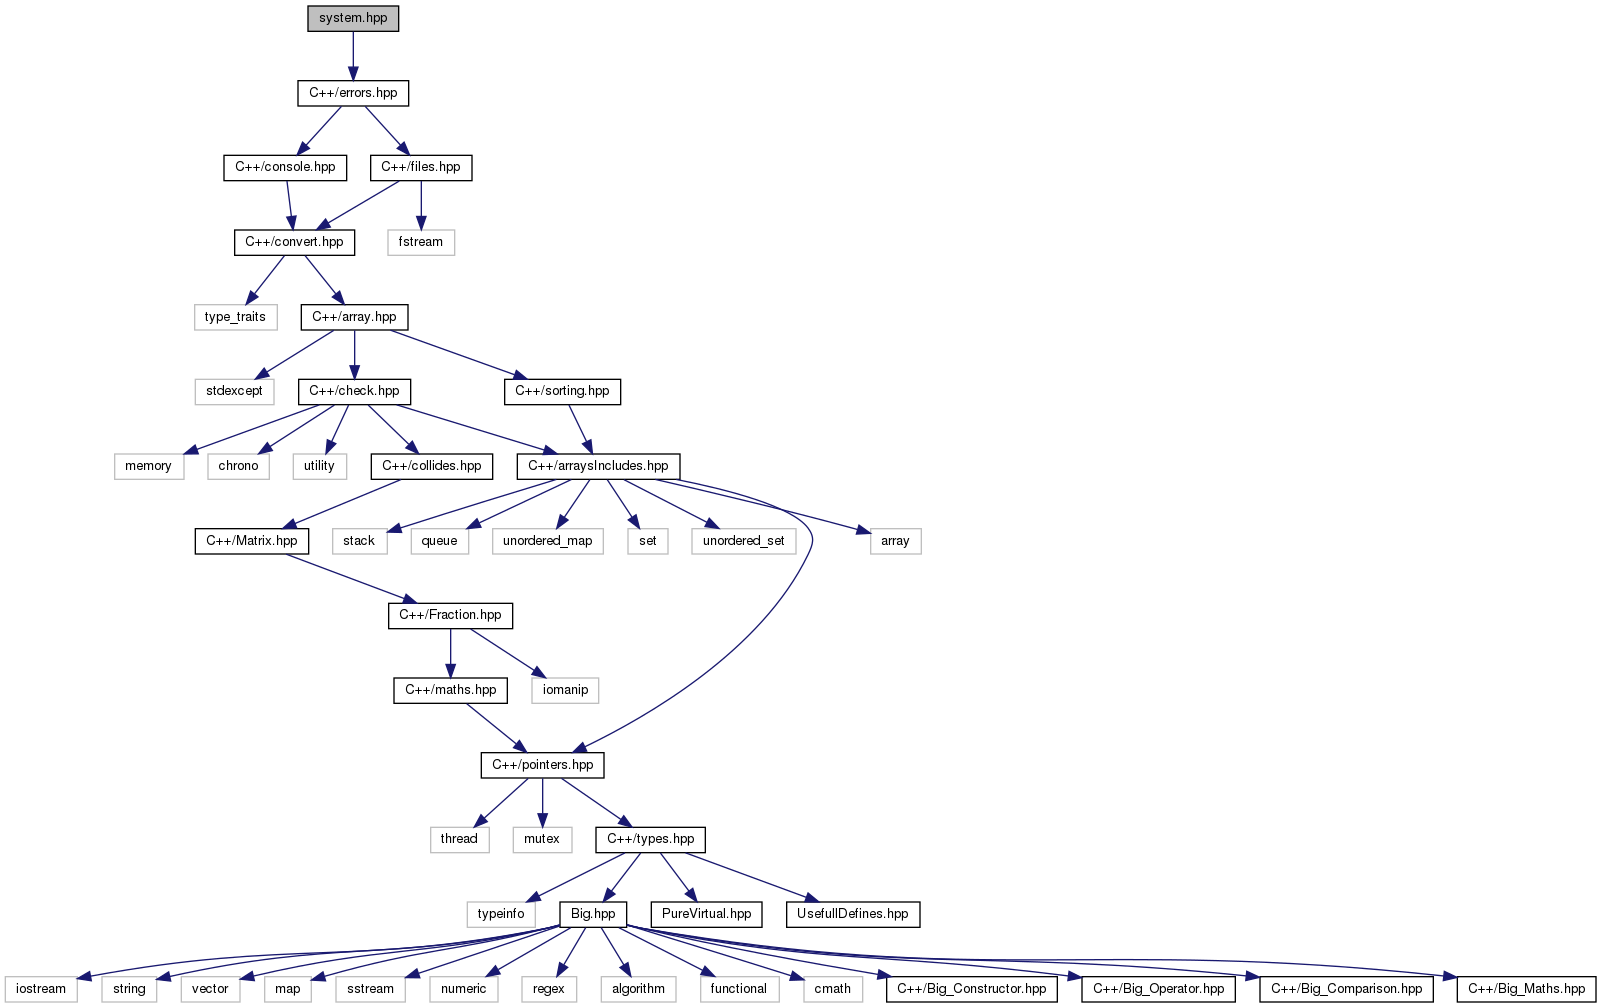 system.hpp
C++/errors.hpp
C++/console.hpp
C++/files.hpp
C++/convert.hpp
fstream
type_traits
C++/array.hpp
stdexcept
C++/check.hpp
C++/sorting.hpp
memory
chrono
utility
C++/collides.hpp
C++/arraysIncludes.hpp
C++/Matrix.hpp
stack
queue
unordered_map
set
unordered_set
array
C++/Fraction.hpp
C++/maths.hpp
iomanip
C++/pointers.hpp
thread
mutex
C++/types.hpp
typeinfo
Big.hpp
PureVirtual.hpp
UsefullDefines.hpp
iostream
string
vector
map
sstream
numeric
regex
algorithm
functional
cmath
C++/Big_Constructor.hpp
C++/Big_Operator.hpp
C++/Big_Comparison.hpp
C++/Big_Maths.hpp